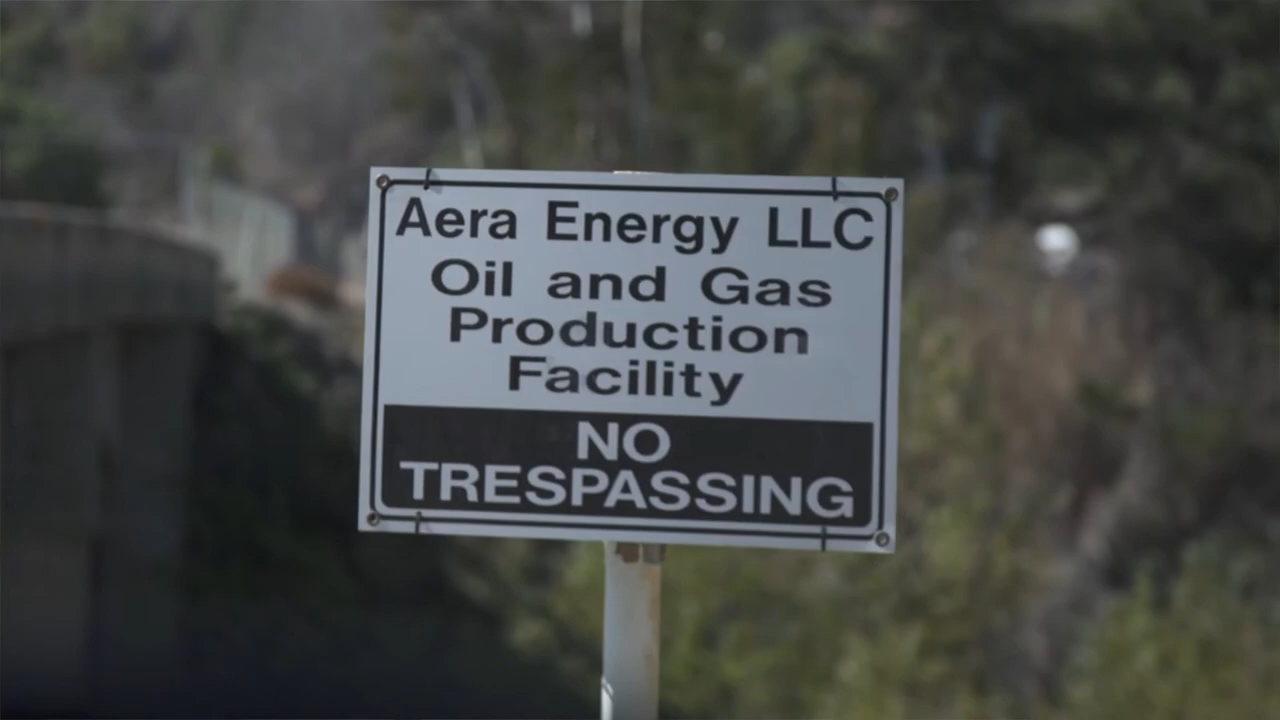 Aera Energy LLC
Oil and Gas
Production
Facility
NO
TRESPASSING